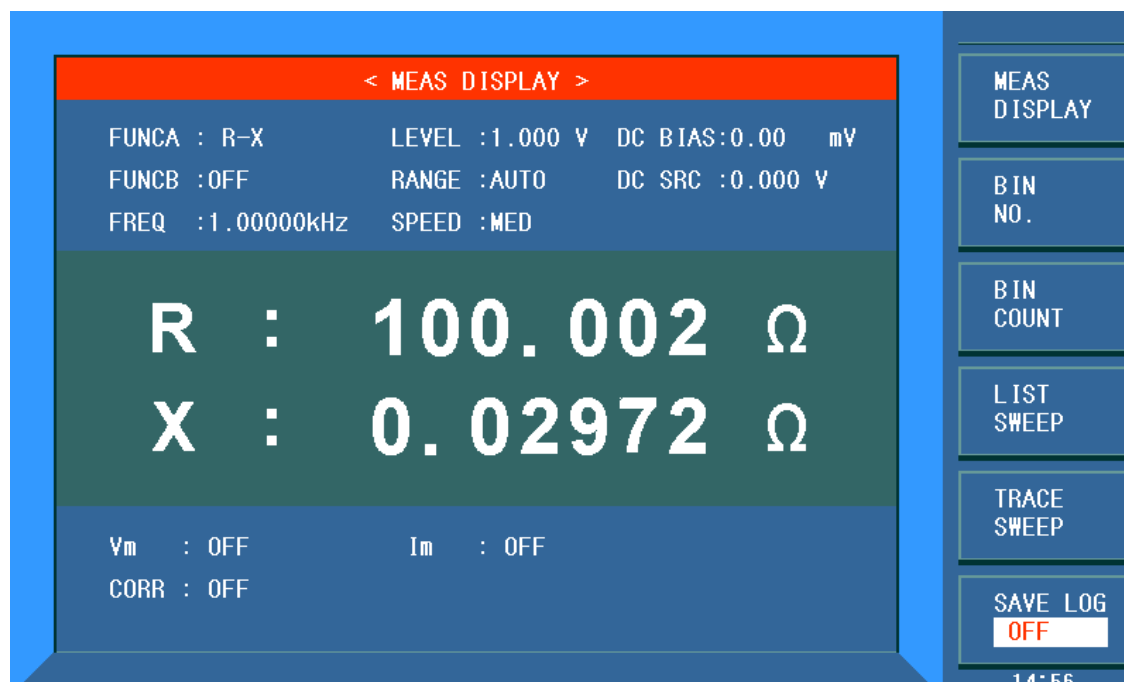 < MEAS DISPLAY >
FUNCA : R-X LEVEL :1.000 V DC BIAS:0.00 mV
FUNCB :OFF RANGE :AUTO DC SRC :0.000 V
FREQ :1.00000kHz SPEED :MED
R : 100.002 Ω
X : 0.02972 Ω
Vm : OFF Im : OFF
CORR : OFF
MEAS
DISPLAY
BIN
NO.
BIN
COUNT
LIST
SWEEP
TRACE
SWEEP
SAVE LOG
OFF
14:56